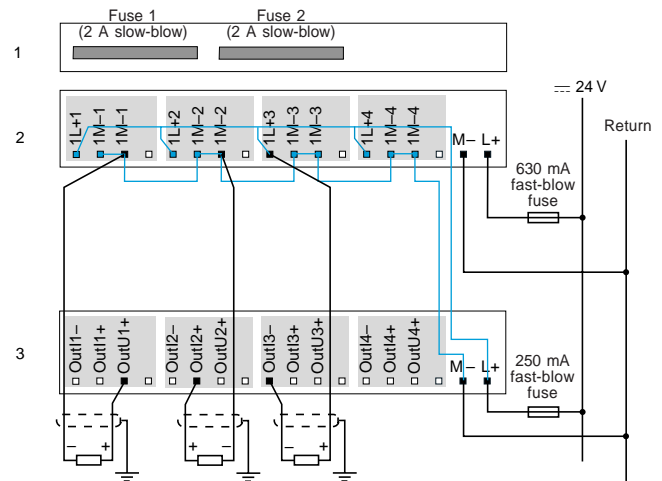 Fuse 1
(2 A slow-blow)
Fuse 2
(2 A slow-blow)
1
24 V
Return
2
1L+1
1M–1
1M–1
1L+2
1M–2
1M–2
1L+3
1M–3
1M–3
1L+4
1M–4
1M–4
M– L+
630 mA
fast-blow
fuse
3
OutI1–
OutI1+
OutU1+
OutI2–
OutI2+
OutU2+
OutI3–
OutI3+
OutU3+
OutI4–
OutI4+
OutU4+
M– L+
250 mA
fast-blow
fuse
– +
+ –
– +